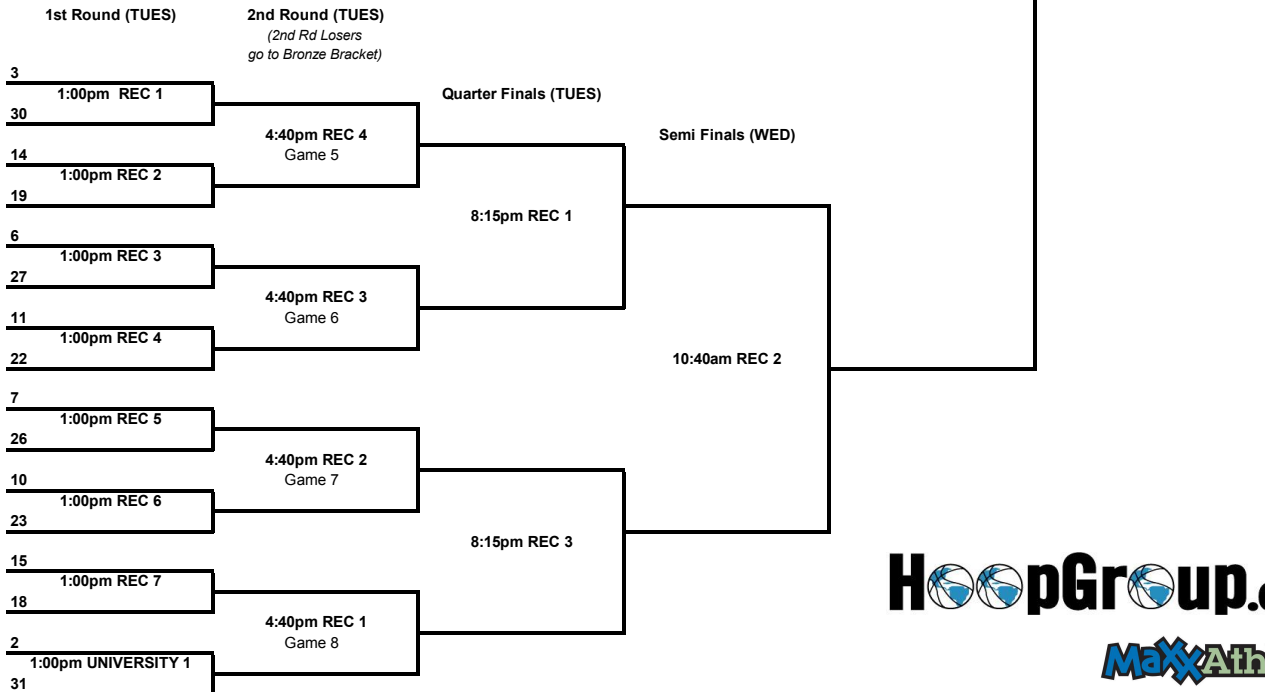 1st Round (TUES)
2nd Round (TUES)
(2nd Rd Losers
go to Bronze Bracket)
Quarter Finals (TUES)
Semi Finals (WED)
3
1:00pm REC 1
30
4:40pm REC 4
Game 5
14
1:00pm REC 2
19
8:15pm REC 1
6
1:00pm REC 3
27
4:40pm REC 3
Game 6
11
1:00pm REC 4
22
10:40am REC 2
7
1:00pm REC 5
26
4:40pm REC 2
Game 7
10
1:00pm REC 6
23
8:15pm REC 3
15
1:00pm REC 7
18
4:40pm REC 1
Game 8
2
1:00pm UNIVERSITY 1
31
HoopGroup.
MaxxAth